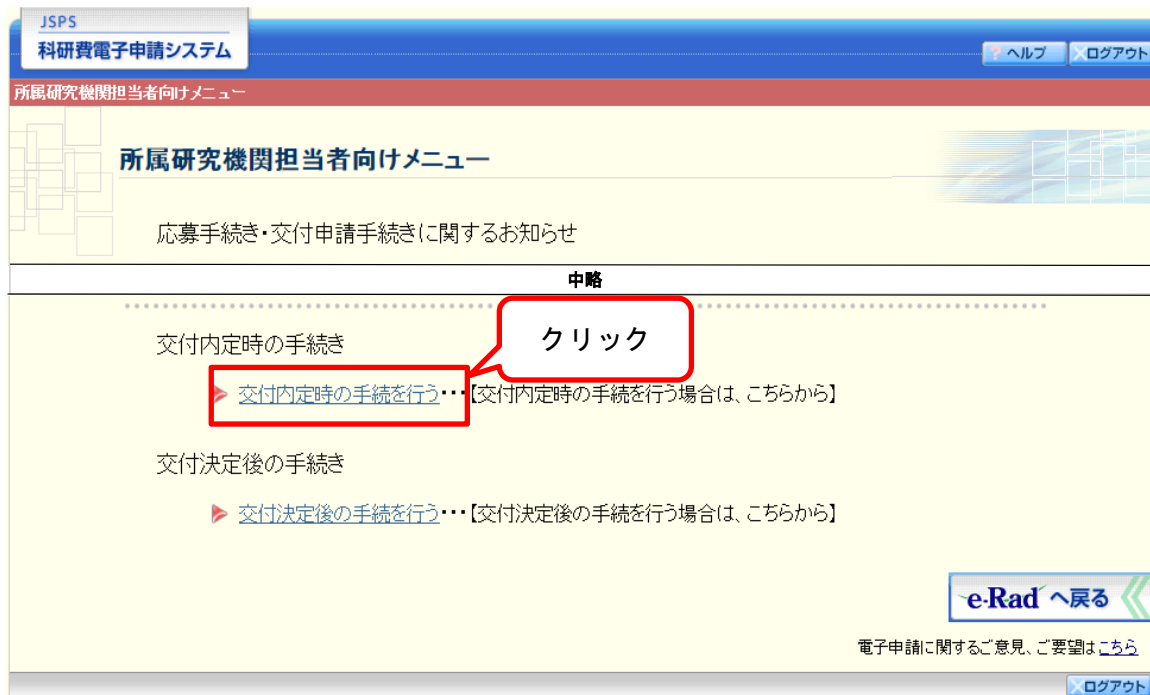 JSPS
科研費電子申請システム
? ヘルプ
ログアウト
所属研究機関担当者向けメニュー
所属研究機関担当者向けメニュー
応募手続き・交付申請手続きに関するお知らせ
中略
クリック
交付内定時の手続き
交付内定時の手続を行う・・・【交付内定時の手続を行う場合は、こちらから】
交付決定後の手続き
交付決定後の手続を行う・・・【交付決定後の手続を行う場合は、こちらから】
e-Rad へ戻る
電子申請に関するご意見、ご要望はこちら
ログアウト